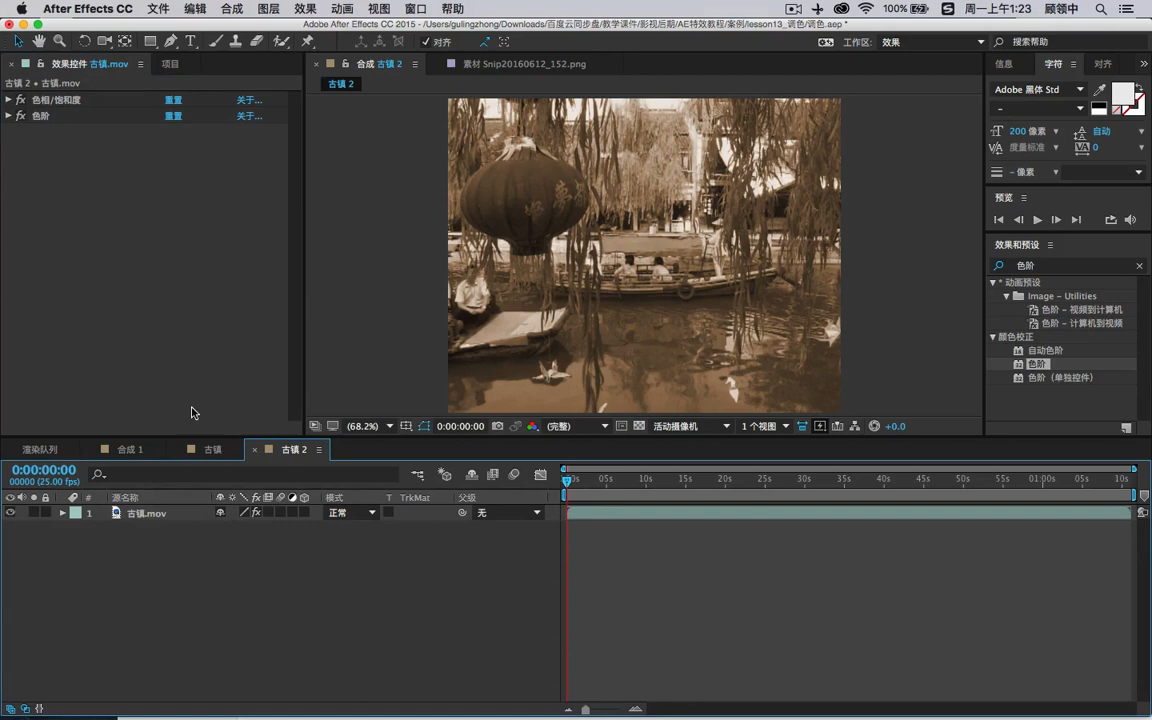 After Effects CC 文件 编辑 合成 图层 效果 动画 视图 窗口 帮助 100% 周一上午1:23 顾领中
Adobe After Effects CC 2015 - /Users/gulingzhong/Downloads/百度云同步盘/教学课件/影视后期/AE特效教程/案例/lesson13_调色/调色.aep *
对齐 工作区: 效果 搜索帮助
效果控件 古镇.mov 项目 合成 古镇 2 素材 Snip20160612_152.png 信息 字符 对齐
古镇 2 • 古镇.mov 古镇 2
fx 色相/饱和度 重置 关于...
fx 色阶 重置 关于...
Adobe 黑体 Std
-
200 像素 自动
度量标准 0
- 像素
预览
效果和预设
色阶
* 动画预设
Image – Utilities
色阶 – 视频到计算机
色阶 – 计算机到视频
颜色校正
自动色阶
色阶
色阶（单独控件）
(68.2%) 0:00:00:00 (完整) 活动摄像机 1 个视图 +0.0
渲染队列 合成 1 古镇 古镇 2
0:00:00:00
00000 (25.00 fps)
05s 10s 15s 20s 25s 30s 35s 40s 45s 50s 55s 01:00s 05s 10s
# 源名称 fx 模式 T TrkMat 父级
1 古镇.mov fx 正常 无